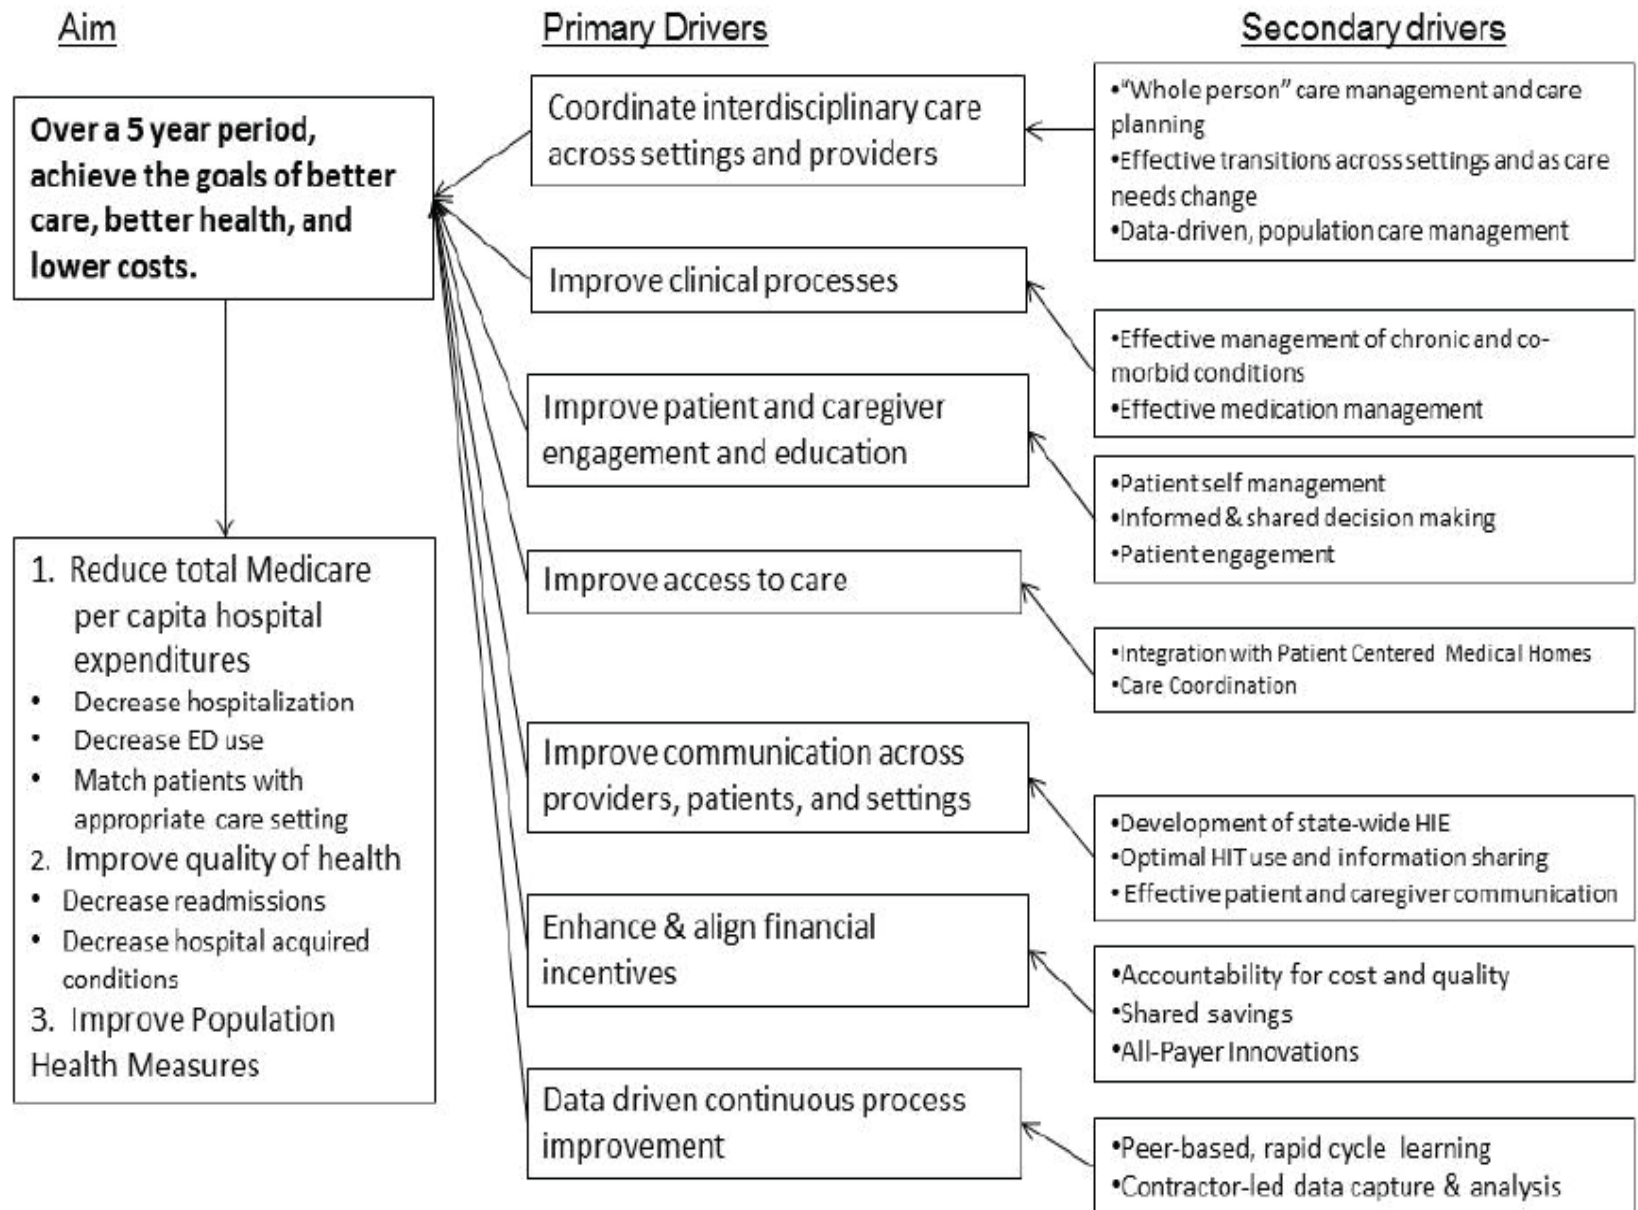 Aim
Primary Drivers
Secondary drivers
Over a 5 year period,
achieve the goals of better
care, better health, and
lower costs.
1. Reduce total Medicare
per capita hospital
expenditures
• Decrease hospitalization
• Decrease ED use
• Match patients with
appropriate care setting
2. Improve quality of health
• Decrease readmissions
• Decrease hospital acquired
conditions
3. Improve Population
Health Measures
Coordinate interdisciplinary care
across settings and providers
Improve clinical processes
Improve patient and caregiver
engagement and education
Improve access to care
Improve communication across
providers, patients, and settings
Enhance & align financial
incentives
Data driven continuous process
improvement
•“Whole person” care management and care
planning
•Effective transitions across settings and as care
needs change
•Data-driven, population care management
•Effective management of chronic and co-
morbid conditions
•Effective medication management
•Patient self management
•Informed & shared decision making
•Patient engagement
•Integration with Patient Centered Medical Homes
•Care Coordination
•Development of state-wide HIE
•Optimal HIT use and information sharing
• Effective patient and caregiver communication
•Accountability for cost and quality
•Shared savings
•All-Payer Innovations
•Peer-based, rapid cycle learning
•Contractor-led data capture & analysis